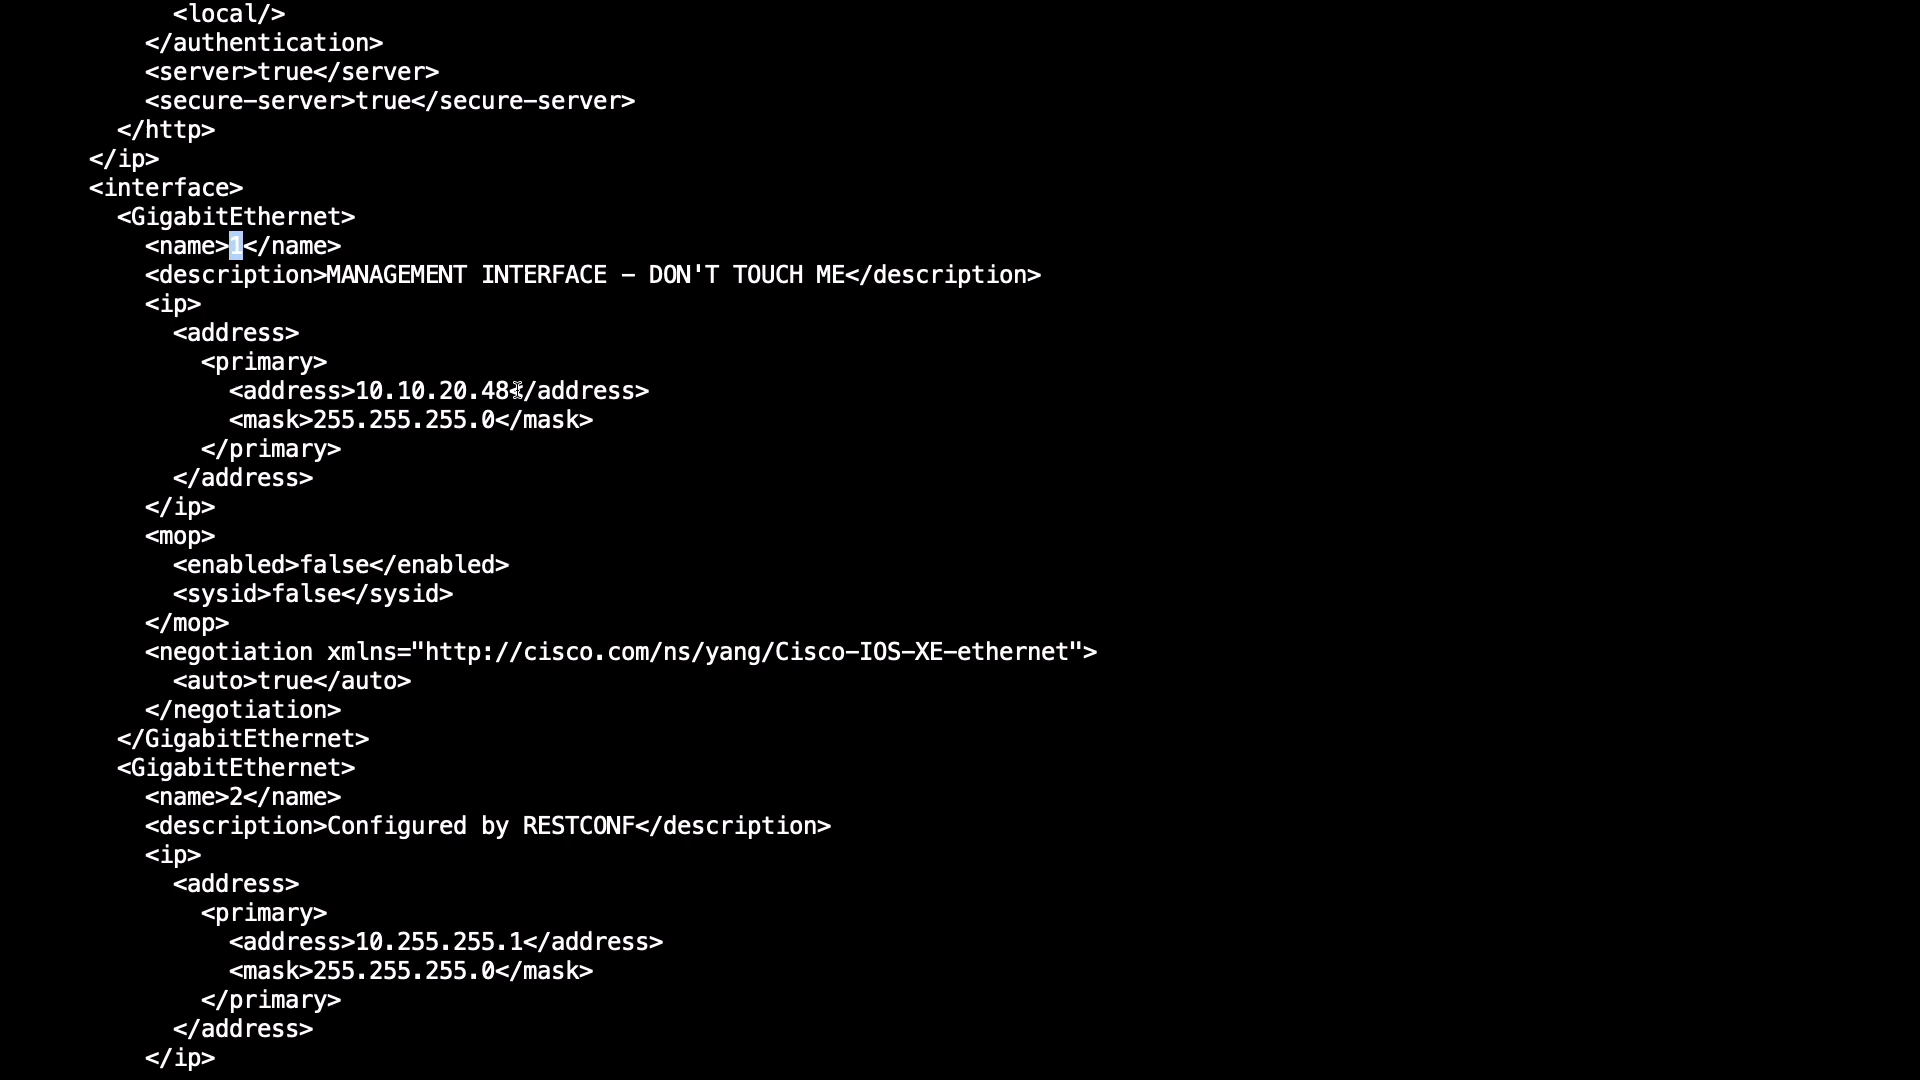 <local/>
</authentication>
<server>true</server>
<secure-server>true</secure-server>
</http>
</ip>
<interface>
<GigabitEthernet>
<name>1</name>
<description>MANAGEMENT INTERFACE - DON'T TOUCH ME</description>
<ip>
<address>
<primary>
<address>10.10.20.48</address>
<mask>255.255.255.0</mask>
</primary>
</address>
</ip>
<mop>
<enabled>false</enabled>
<sysid>false</sysid>
</mop>
<negotiation xmlns="http://cisco.com/ns/yang/Cisco-IOS-XE-ethernet">
<auto>true</auto>
</negotiation>
</GigabitEthernet>
<GigabitEthernet>
<name>2</name>
<description>Configured by RESTCONF</description>
<ip>
<address>
<primary>
<address>10.255.255.1</address>
<mask>255.255.255.0</mask>
</primary>
</address>
</ip>